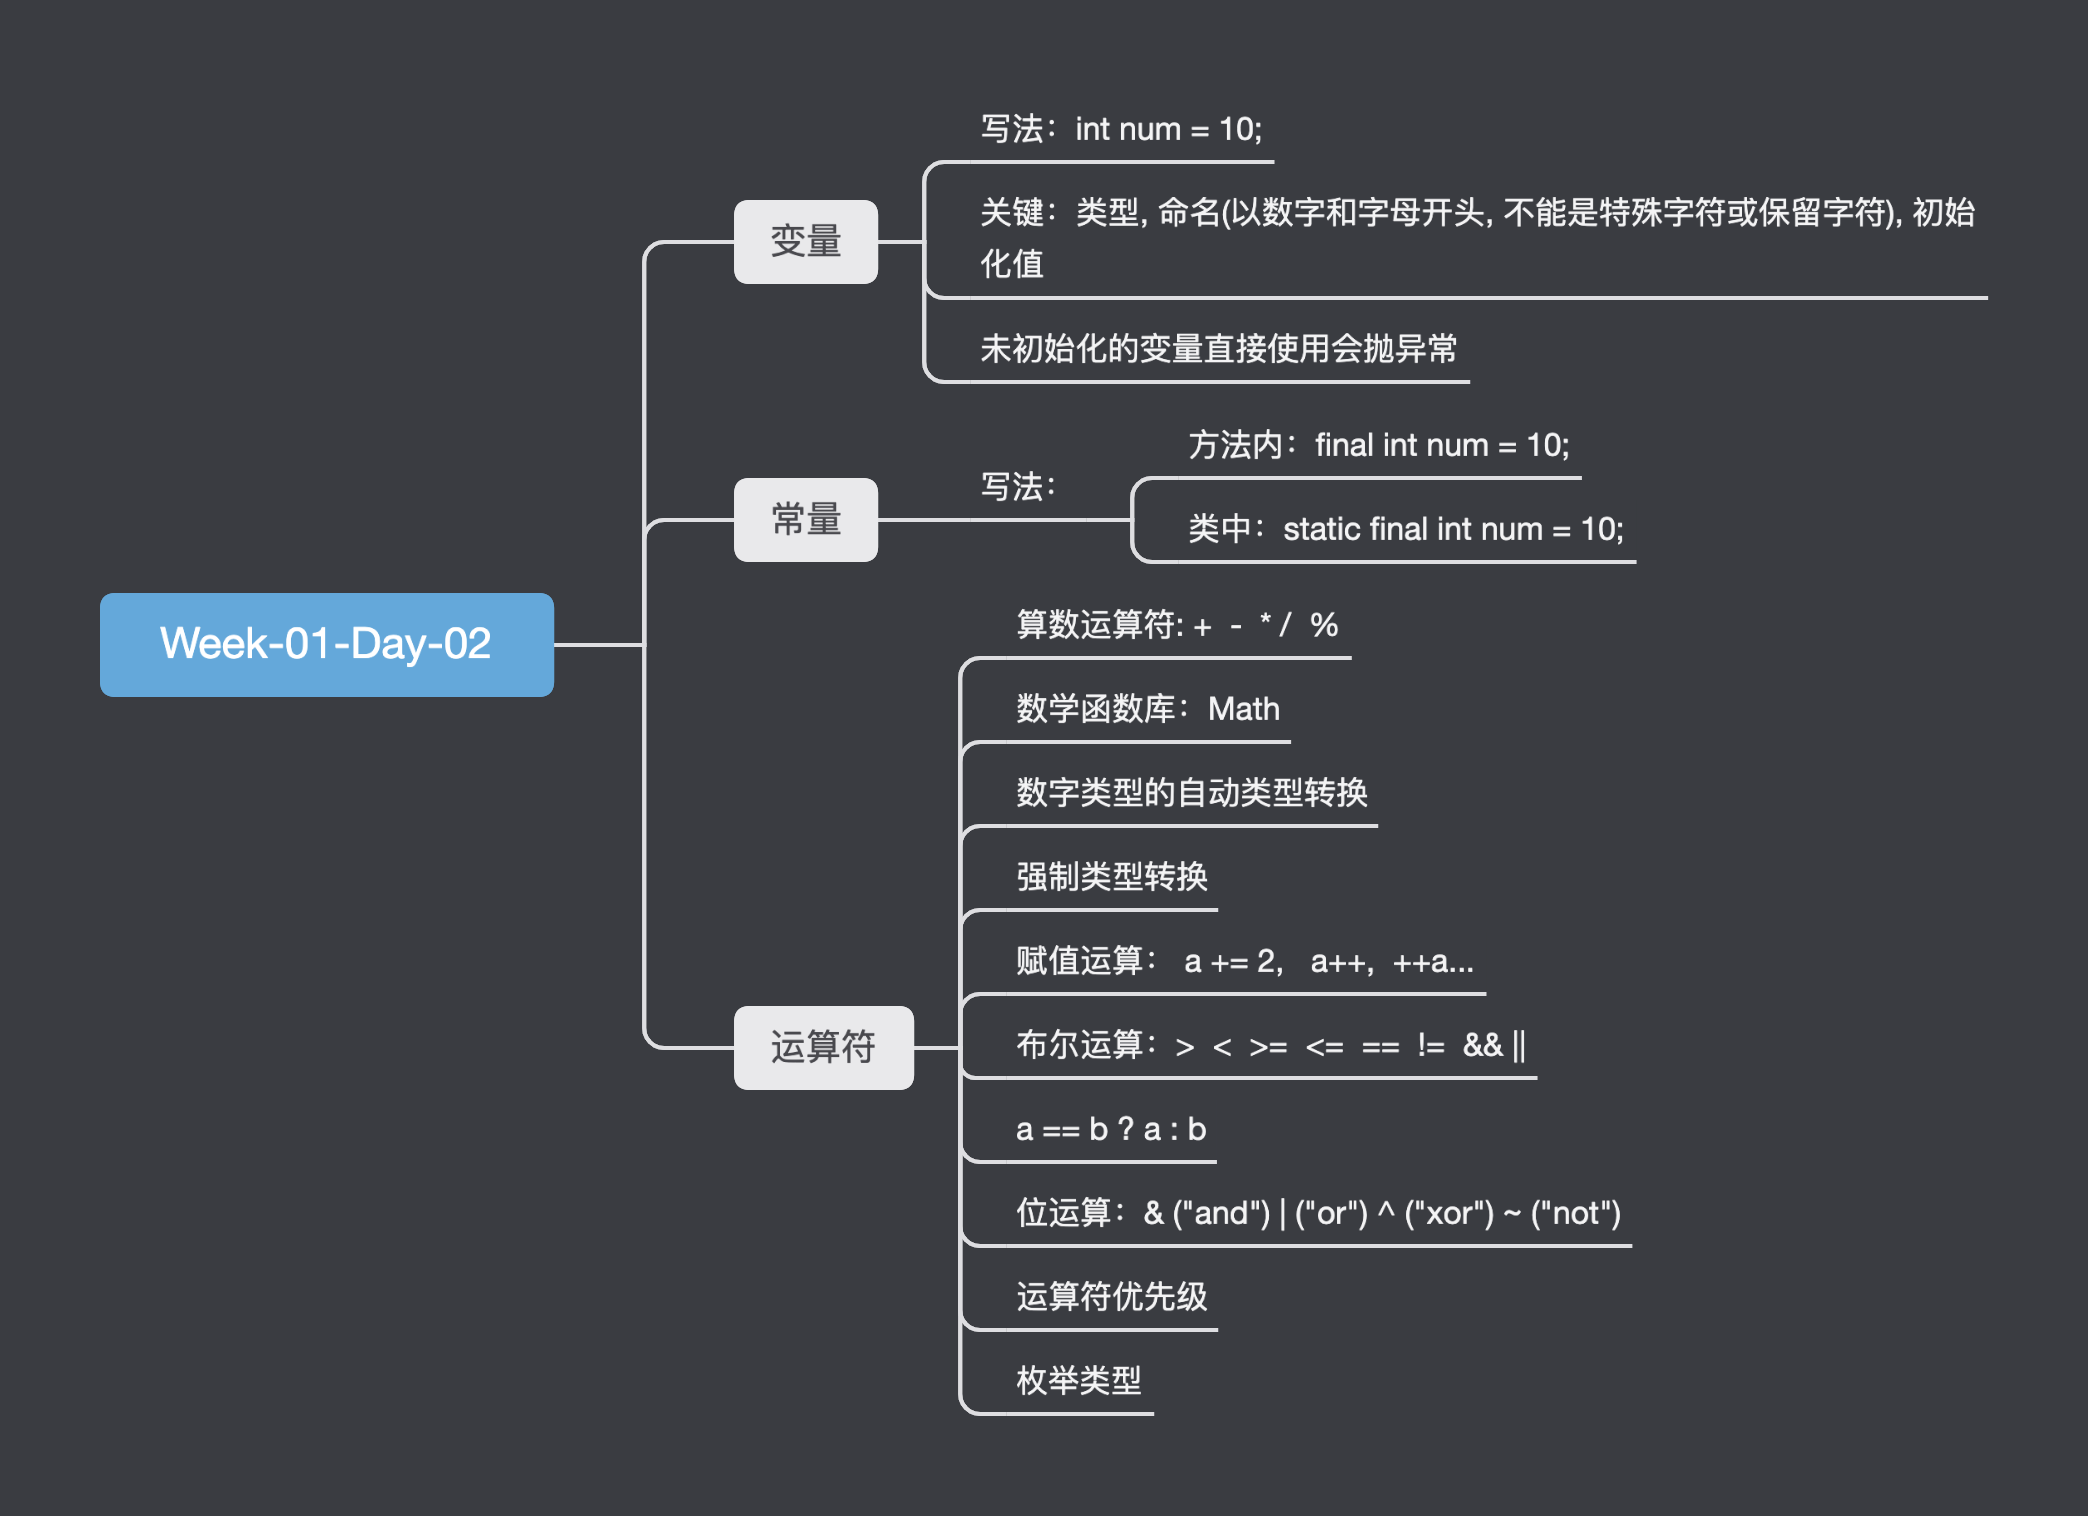 Week-01-Day-02
变量
写法：int num = 10;
关键：类型, 命名(以数字和字母开头, 不能是特殊字符或保留字符), 初始
化值
未初始化的变量直接使用会抛异常
常量
写法：
方法内：final int num = 10;
类中：static final int num = 10;
运算符
算数运算符: + - * / %
数学函数库：Math
数字类型的自动类型转换
强制类型转换
赋值运算： a += 2, a++, ++a...
布尔运算：> < >= <= == != && ||
a == b ? a : b
位运算：& ("and") | ("or") ^ ("xor") ~ ("not")
运算符优先级
枚举类型